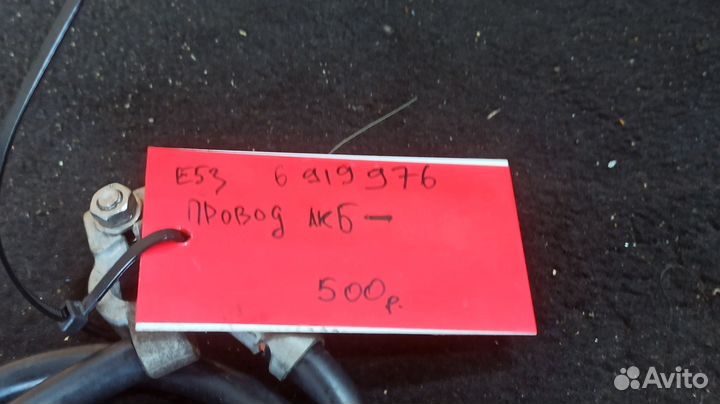 E53 6 919 976
ПРОВОД АКБ —
500р.
Avito